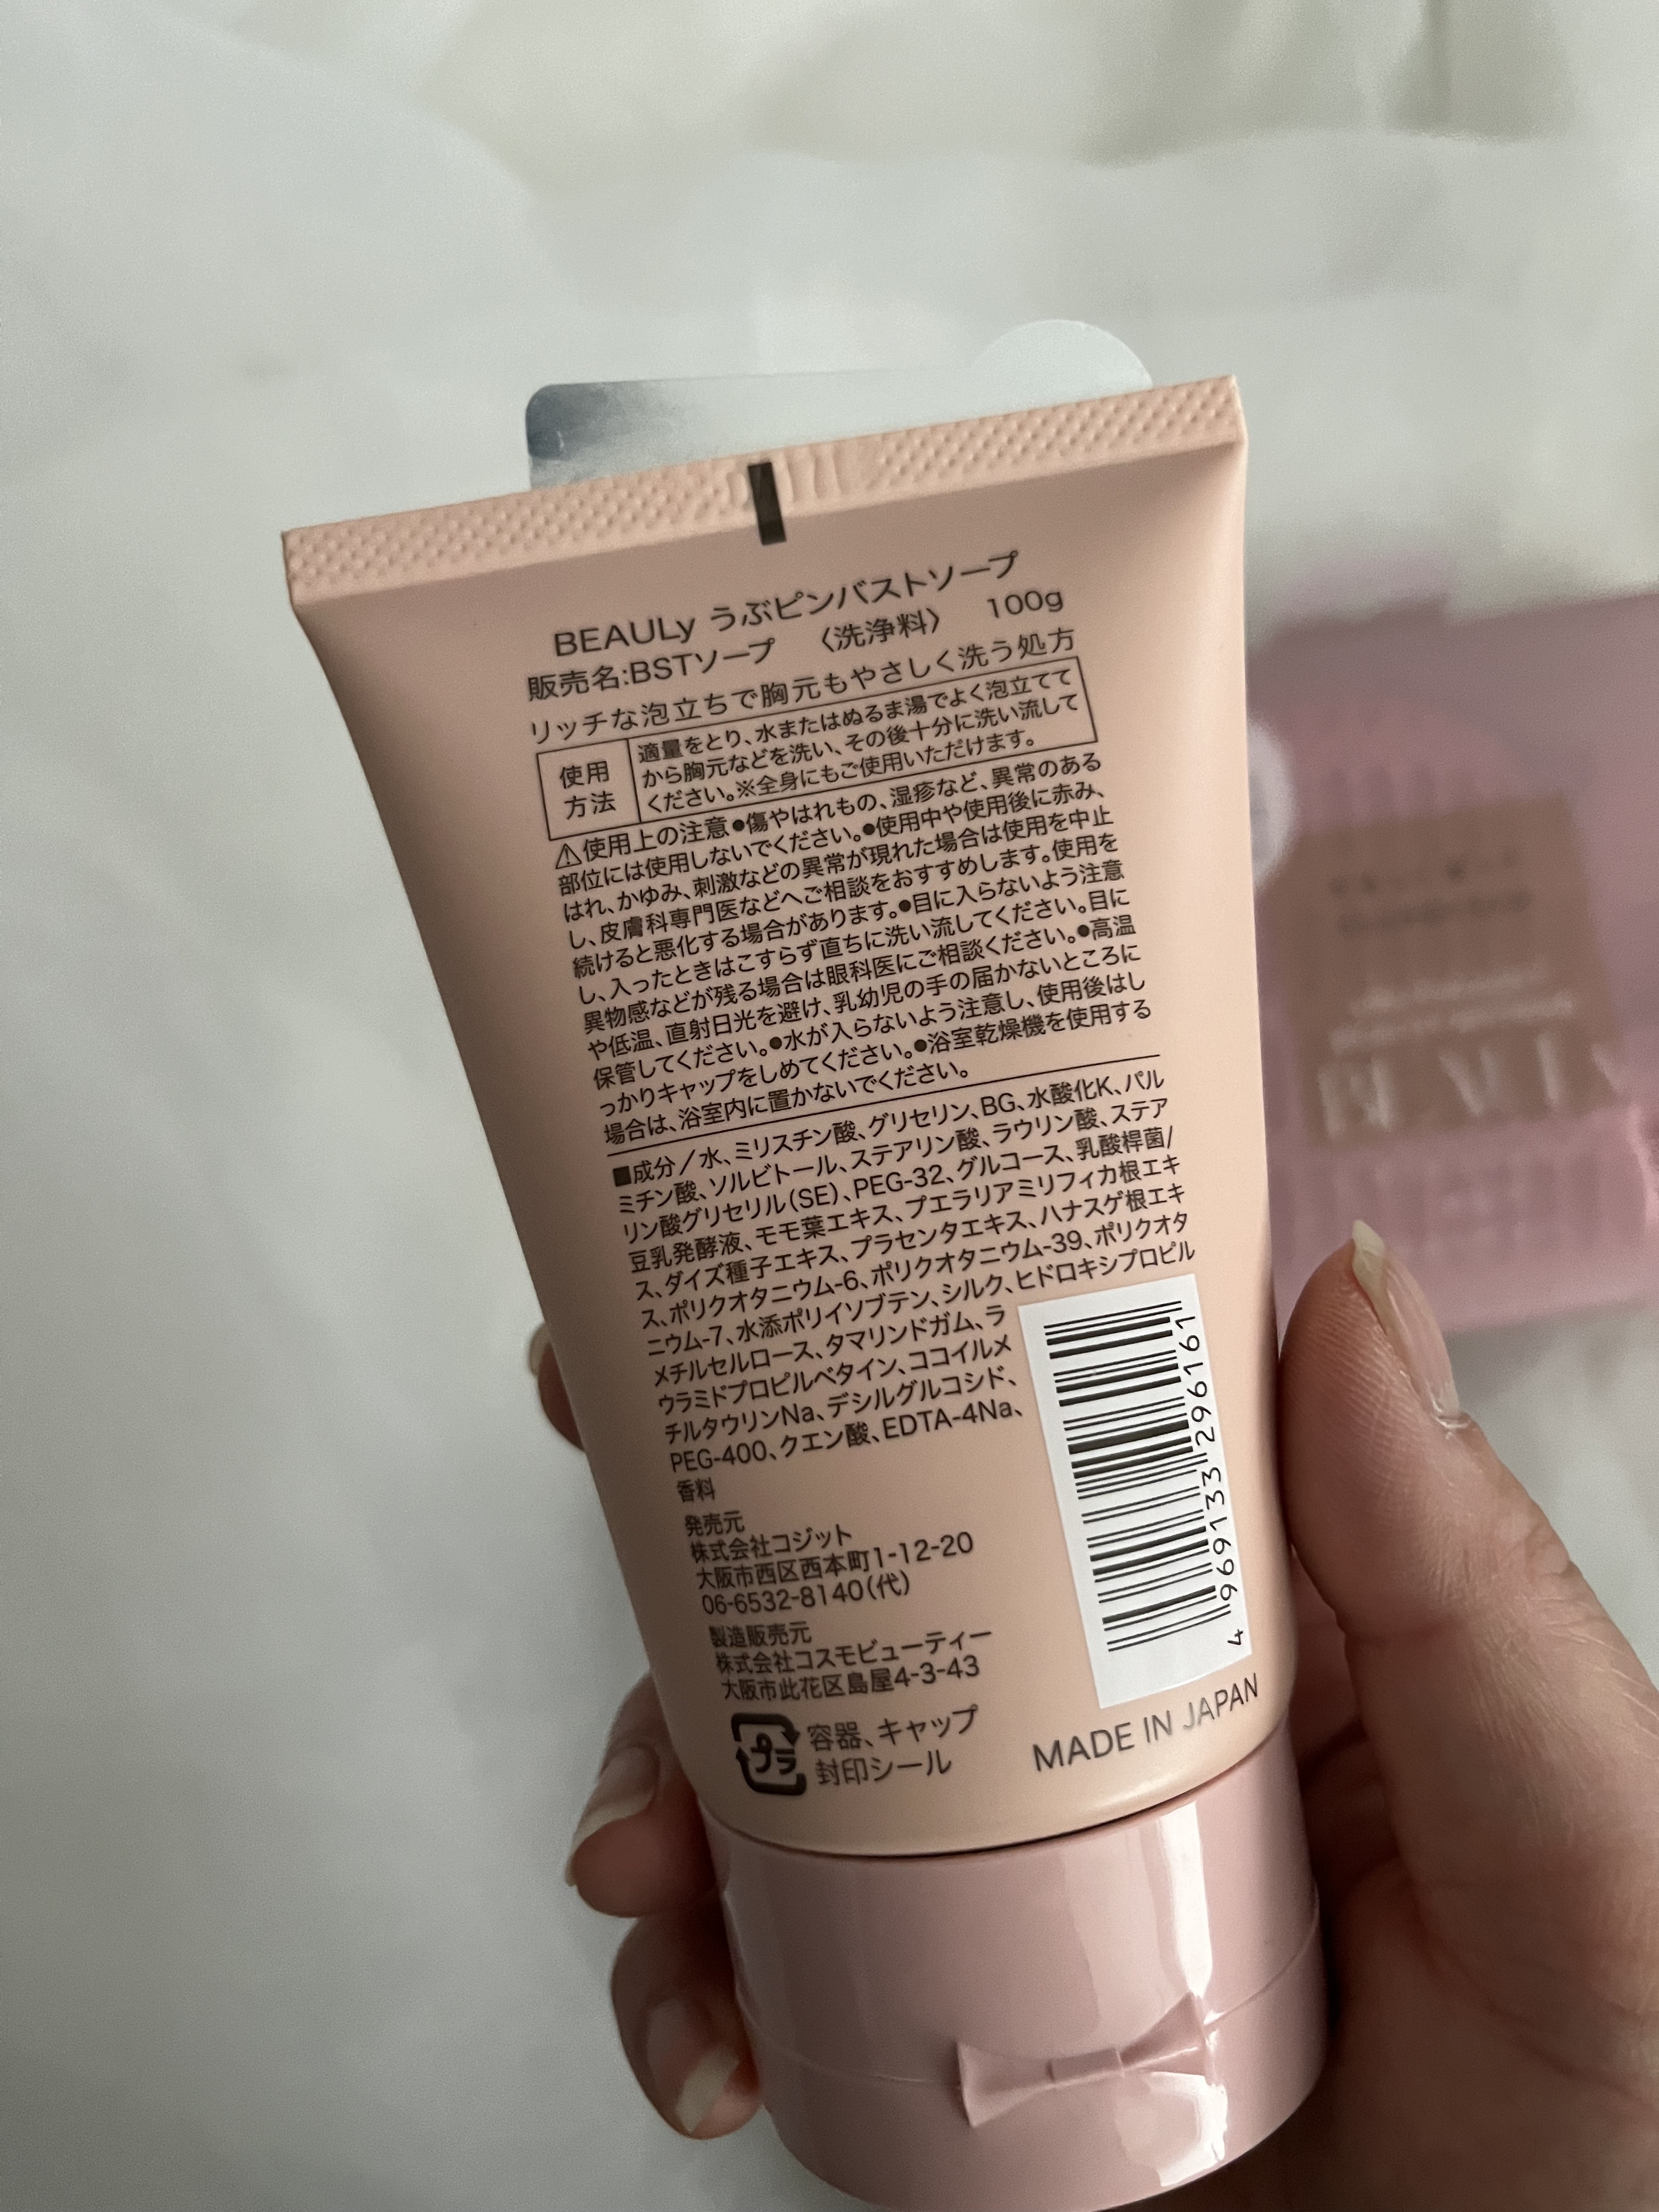 BEAULy うぶピンバストソープ
販売名:BSTソープ 〈洗浄料〉 100g
リッチな泡立ちで胸元もやさしく洗う処方
使用
方法
適量をとり、水またはぬるま湯でよく泡立てて
から胸元などを洗い、その後十分に洗い流して
ください。※全身にもご使用いただけます。
⚠使用上の注意●傷やはれもの、湿疹など、異常のある
部位には使用しないでください。●使用中や使用後に赤み、
はれ、かゆみ、刺激などの異常が現れた場合は使用を中止
し、皮膚科専門医などへご相談をおすすめします。使用を
続けると悪化する場合があります。●目に入らないよう注意
し、入ったときはこすらず直ちに洗い流してください。目に
異物感などが残る場合は眼科医にご相談ください。●高温
や低温、直射日光を避け、乳幼児の手の届かないところに
保管してください。●水が入らないよう注意し、使用後はし
っかりキャップをしめてください。●浴室乾燥機を使用する
場合は、浴室内に置かないでください。
■成分／水、ミリスチン酸、グリセリン、BG、水酸化K、パル
ミチン酸、ソルビトール、ステアリン酸、ラウリン酸、ステア
リン酸グリセリル(SE)、PEG-32、グルコース、乳酸桿菌/
豆乳発酵液、モモ葉エキス、プエラリアミリフィカ根エキ
ス、ダイズ種子エキス、プラセンタエキス、ハナスゲ根エキ
ス、ポリクオタニウム-6、ポリクオタニウム-39、ポリクオタ
ニウム-7、水添ポリイソブテン、シルク、ヒドロキシプロピル
メチルセルロース、タマリンドガム、ラ
ウラミドプロピルベタイン、ココイルメ
チルタウリンNa、デシルグルコシド、
PEG-400、クエン酸、EDTA-4Na、
香料
発売元
株式会社コジット
大阪市西区西本町1-12-20
06-6532-8140(代)
製造販売元
株式会社コスモビューティー
大阪市此花区島屋4-3-43
プラ
容器、キャップ
封印シール
4 969133 296161
MADE IN JAPAN